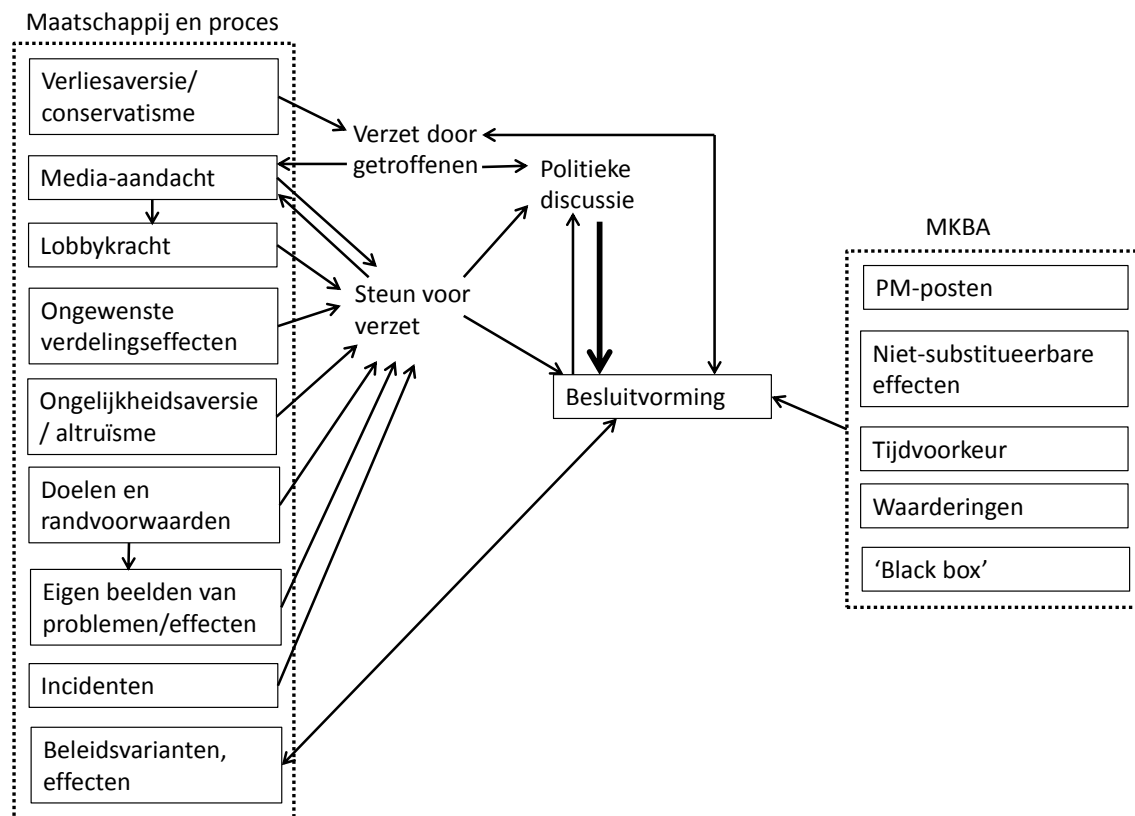 Maatschappij en proces
Verliesaversie/
conservatisme
Media-aandacht
Lobbykracht
Ongewenste
verdelingseffecten
Ongelijkheidsaversie
/ altruïsme
Doelen en
randvoorwaarden
Eigen beelden van
problemen/effecten
Incidenten
Beleidsvarianten,
effecten
Verzet door
getroffenen
Politieke
discussie
Steun voor
verzet
Besluitvorming
MKBA
PM-posten
Niet-substitueerbare
effecten
Tijdvoorkeur
Waarderingen
‘Black box’